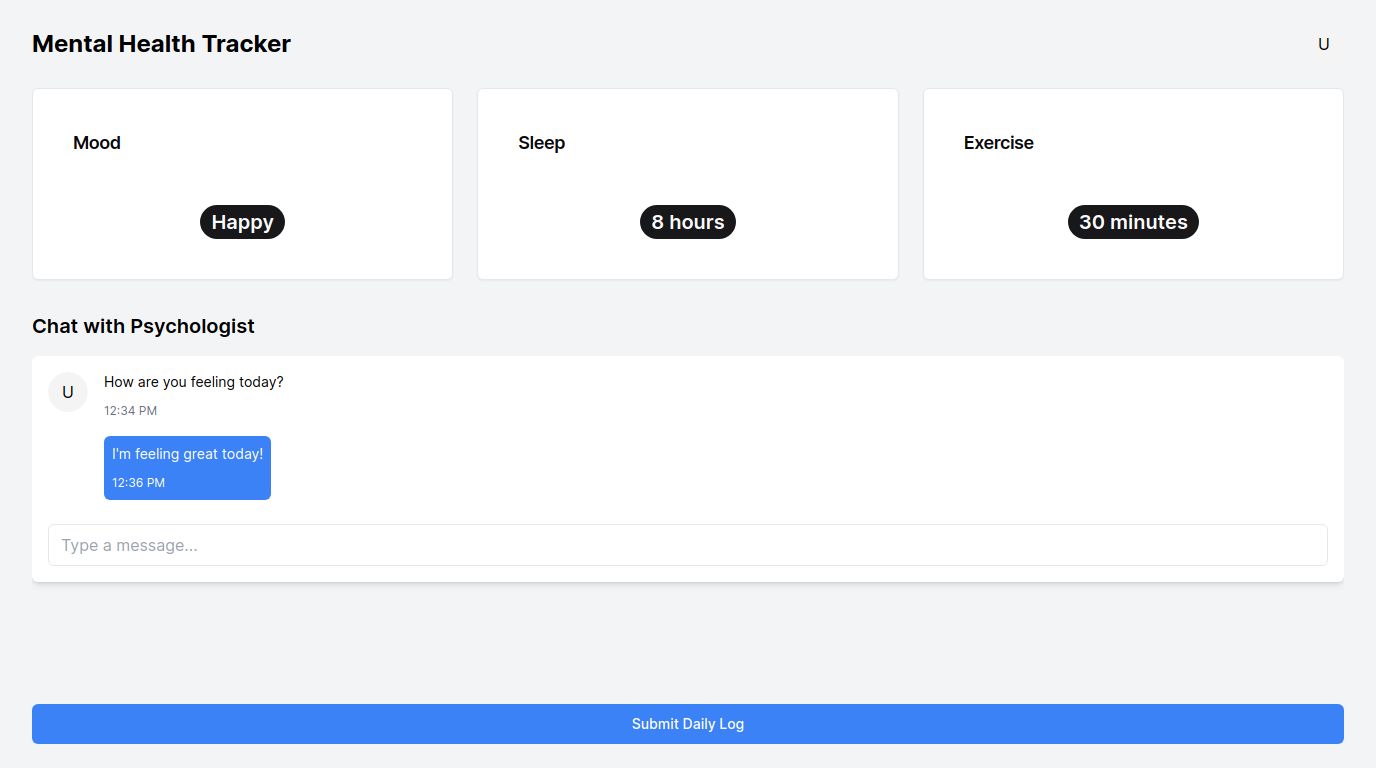 Mental Health Tracker
U
Mood
Sleep
Exercise
Happy
8 hours
30 minutes
Chat with Psychologist
U
How are you feeling today?
12:34 PM
I'm feeling great today!
12:36 PM
Type a message...
Submit Daily Log